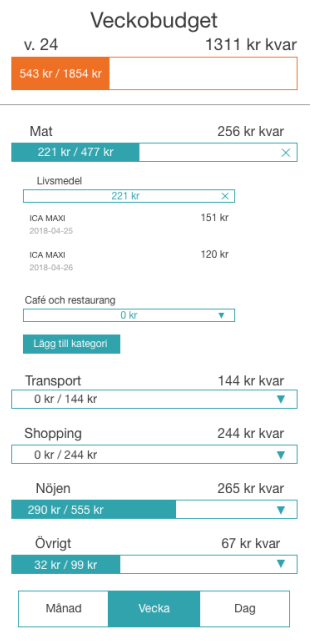 Veckobudget
v. 24 1311 kr kvar
543 kr / 1854 kr
Mat 256 kr kvar
221 kr / 477 kr
Livsmedel
221 kr
ICA MAXI 151 kr
2018-04-25
ICA MAXI 120 kr
2018-04-26
Café och restaurang
0 kr
Lägg till kategori
Transport 144 kr kvar
0 kr / 144 kr
Shopping 244 kr kvar
0 kr / 244 kr
Nöjen 265 kr kvar
290 kr / 555 kr
Övrigt 67 kr kvar
32 kr / 99 kr
Månad Vecka Dag